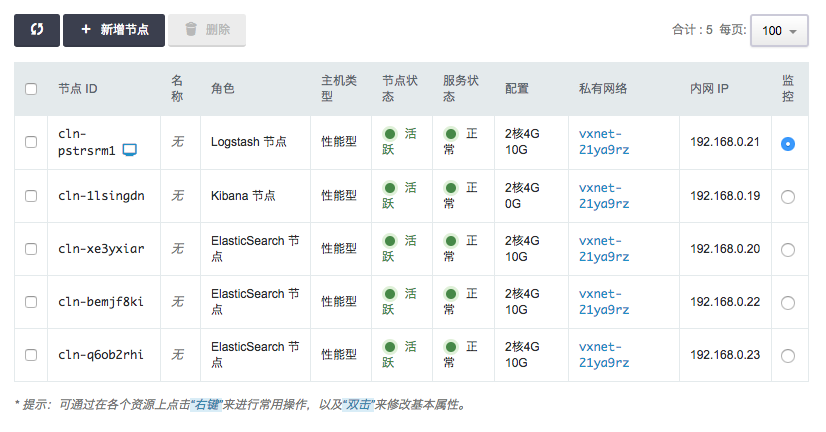 + 新增节点 删除 合计 : 5 每页: 100
节点 ID 名称 角色 主机类型 节点状态 服务状态 配置 私有网络 内网 IP 监控
cln-pstrsrm1 无 Logstash 节点 性能型 活跃 正常 2核4G 10G vxnet-21ya9rz 192.168.0.21
cln-1lsingdn 无 Kibana 节点 性能型 活跃 正常 2核4G 0G vxnet-21ya9rz 192.168.0.19
cln-xe3yxiar 无 ElasticSearch 节点 性能型 活跃 正常 2核4G 10G vxnet-21ya9rz 192.168.0.20
cln-bemjf8ki 无 ElasticSearch 节点 性能型 活跃 正常 2核4G 10G vxnet-21ya9rz 192.168.0.22
cln-q6ob2rhi 无 ElasticSearch 节点 性能型 活跃 正常 2核4G 10G vxnet-21ya9rz 192.168.0.23
* 提示：可通过在各个资源上点击“右键”来进行常用操作，以及“双击”来修改基本属性。